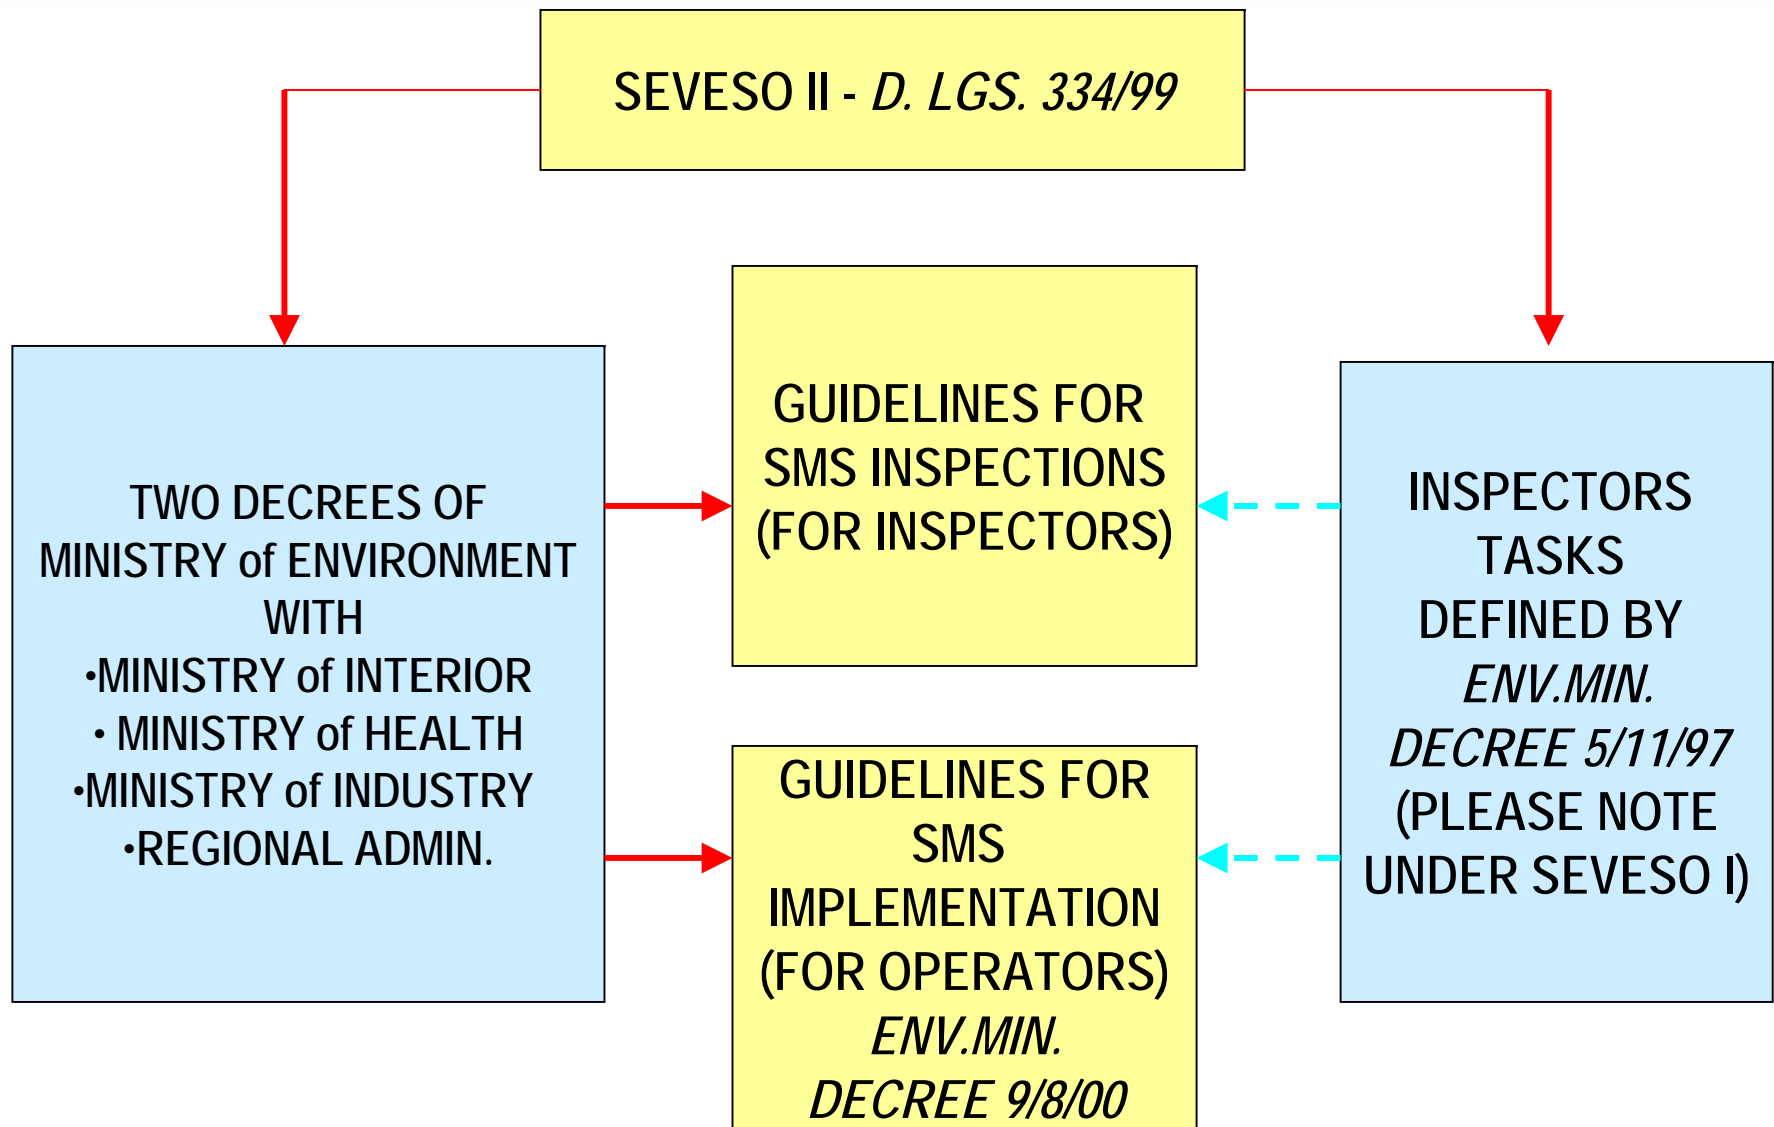 SEVESO II - D. LGS. 334/99
TWO DECREES OF
MINISTRY of ENVIRONMENT
WITH
•MINISTRY of INTERIOR
• MINISTRY of HEALTH
•MINISTRY of INDUSTRY
•REGIONAL ADMIN.
GUIDELINES FOR
SMS INSPECTIONS
(FOR INSPECTORS)
GUIDELINES FOR
SMS
IMPLEMENTATION
(FOR OPERATORS)
ENV.MIN.
DECREE 9/8/00
INSPECTORS
TASKS
DEFINED BY
ENV.MIN.
DECREE 5/11/97
(PLEASE NOTE
UNDER SEVESO I)